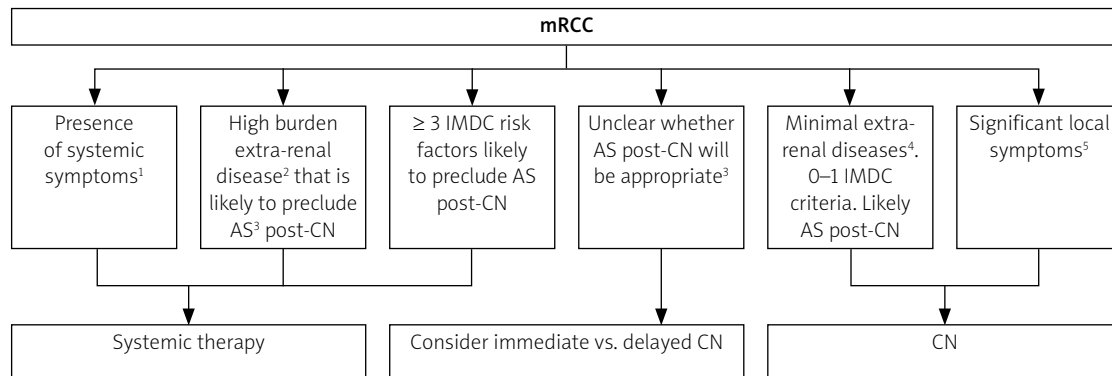 mRCC
Presence
of systemic
symptoms¹
High burden
extra-renal
disease² that is
likely to preclude
AS³ post-CN
≥ 3 IMDC risk
factors likely
to preclude AS
post-CN
Unclear whether
AS post-CN will
be appropriate³
Minimal extra-
renal diseases⁴.
0–1 IMDC
criteria. Likely
AS post-CN
Significant local
symptoms⁵
Systemic therapy
Consider immediate vs. delayed CN
CN